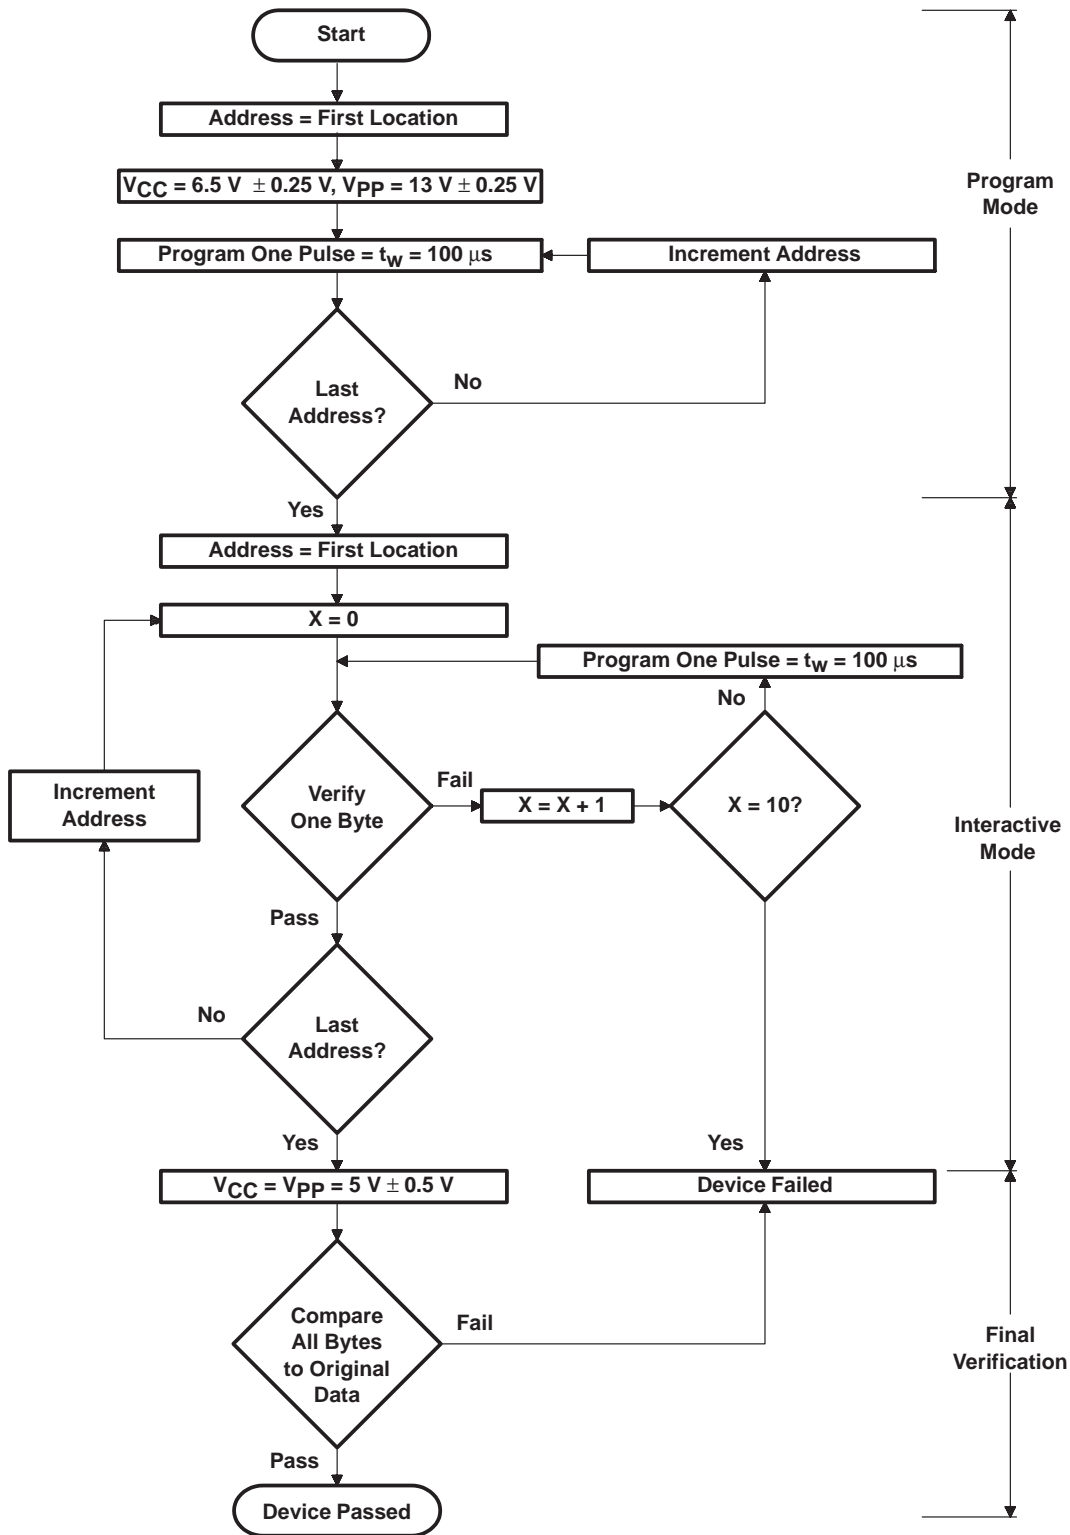 Start
Address = First Location
VCC = 6.5 V ± 0.25 V, VPP = 13 V ± 0.25 V
Program
Mode
Program One Pulse = tw = 100 μs
Increment Address
Last
Address?
No
Yes
Address = First Location
X = 0
Program One Pulse = tw = 100 μs
No
Increment
Address
Verify
One Byte
Fail
X = X + 1
X = 10?
Interactive
Mode
Pass
No
Last
Address?
Yes
Yes
VCC = VPP = 5 V ± 0.5 V
Device Failed
Compare
All Bytes
to Original
Data
Fail
Final
Verification
Pass
Device Passed